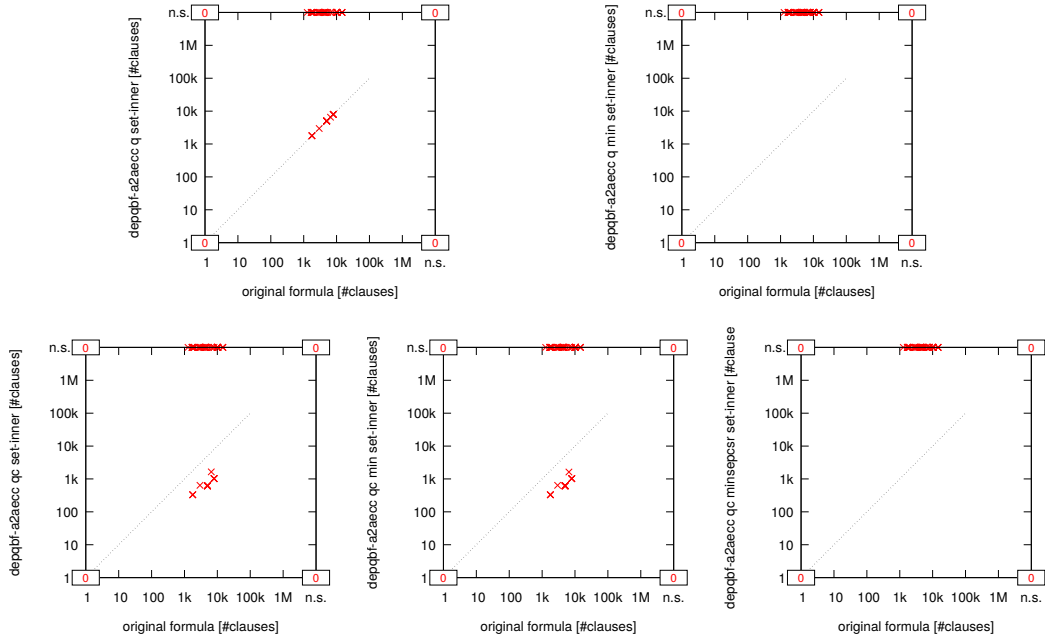 depqbf-a2aecc q set-inner [#clauses]
n.s.
0
0
1M
100k
10k
1k
100
10
1
0
0
1 10 100 1k 10k 100k 1M n.s.
original formula [#clauses]
depqbf-a2aecc q min set-inner [#clauses]
n.s.
0
0
1M
100k
10k
1k
100
10
1
0
0
1 10 100 1k 10k 100k 1M n.s.
original formula [#clauses]
depqbf-a2aecc qc set-inner [#clauses]
n.s.
0
0
1M
100k
10k
1k
100
10
1
0
0
1 10 100 1k 10k 100k 1M n.s.
original formula [#clauses]
depqbf-a2aecc qc min set-inner [#clauses]
n.s.
0
0
1M
100k
10k
1k
100
10
1
0
0
1 10 100 1k 10k 100k 1M n.s.
original formula [#clauses]
depqbf-a2aecc qc minsepcsr set-inner [#clause
n.s.
0
0
1M
100k
10k
1k
100
10
1
0
0
1 10 100 1k 10k 100k 1M n.s.
original formula [#clauses]